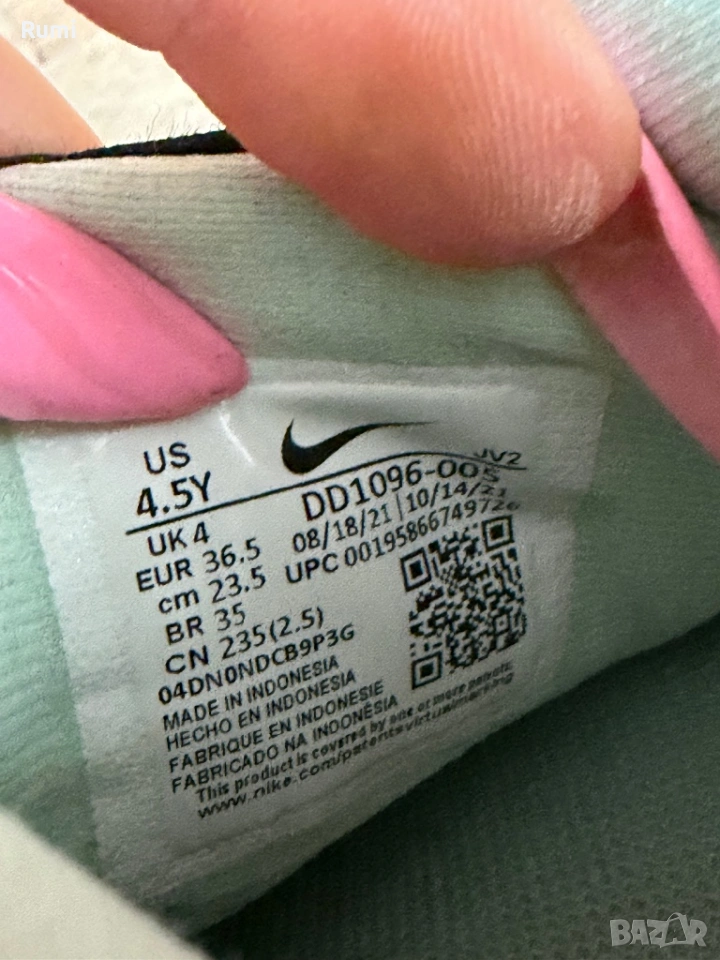 Rumi
US
4.5Y
UK 4
EUR 36.5
cm 23.5
BR 35
CN 235(2.5)
04DN0NDCB9P3G
MADE IN INDONESIA
HECHO EN INDONESIA
FABRIQUE EN INDONESIE
FABRICADO NA INDONÉSIA
This product is covered by one or more patents.
www.nike.com/patentsvirtualmarking
VV2
DD1096-005
08/18/21 | 10/14/21
UPC 00195866749726
BAZAR